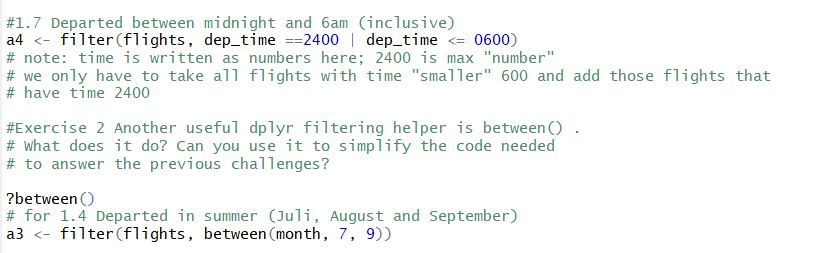 #1.7 Departed between midnight and 6am (inclusive)
a4 <- filter(flights, dep_time ==2400 | dep_time <= 0600)
# note: time is written as numbers here; 2400 is max "number"
# we only have to take all flights with time "smaller" 600 and add those flights that
# have time 2400

#Exercise 2 Another useful dplyr filtering helper is between() .
# What does it do? Can you use it to simplify the code needed
# to answer the previous challenges?

?between()
# for 1.4 Departed in summer (Juli, August and September)
a3 <- filter(flights, between(month, 7, 9))